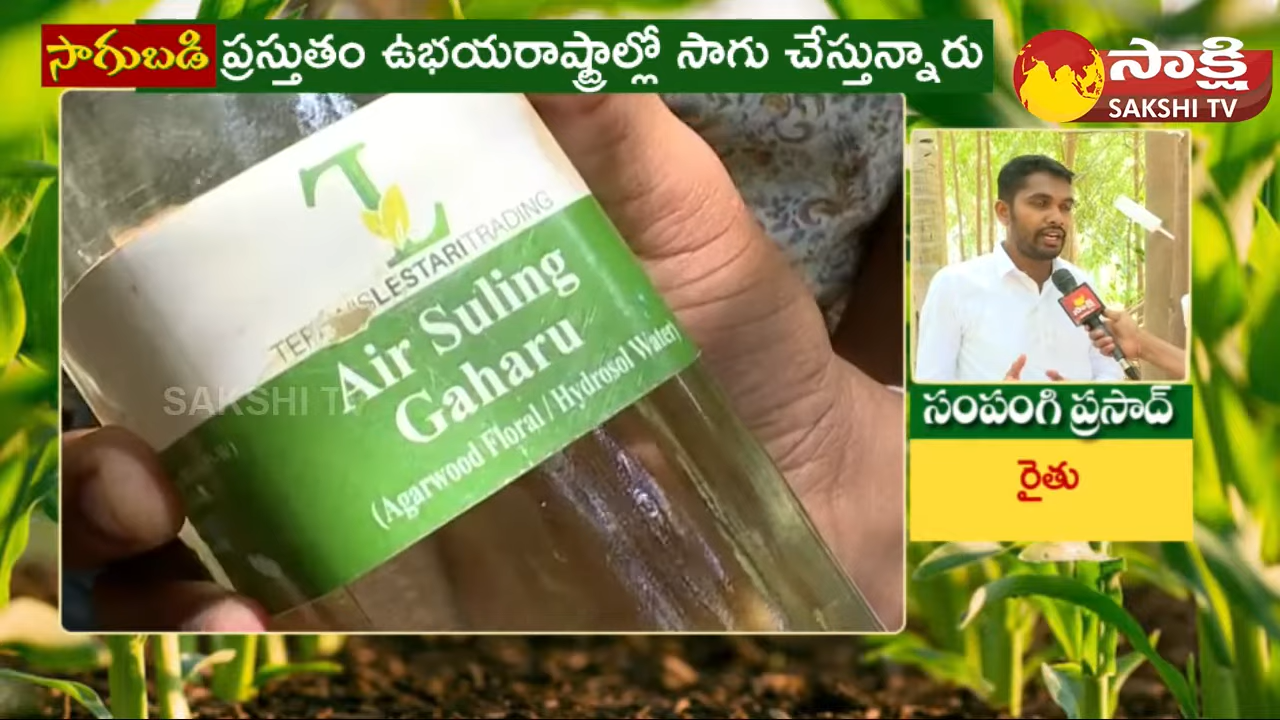 సాగుబడి ప్రస్తుతం ఉభయరాష్ట్రాల్లో సాగు చేస్తున్నారు
సాక్షి
SAKSHI TV
TL
LESTARI TRADING
Air Suling
Gaharu
(Agarwood Floral / Hydrosol Water)
SAKSHI TV
సంపంగి ప్రసాద్
రైతు